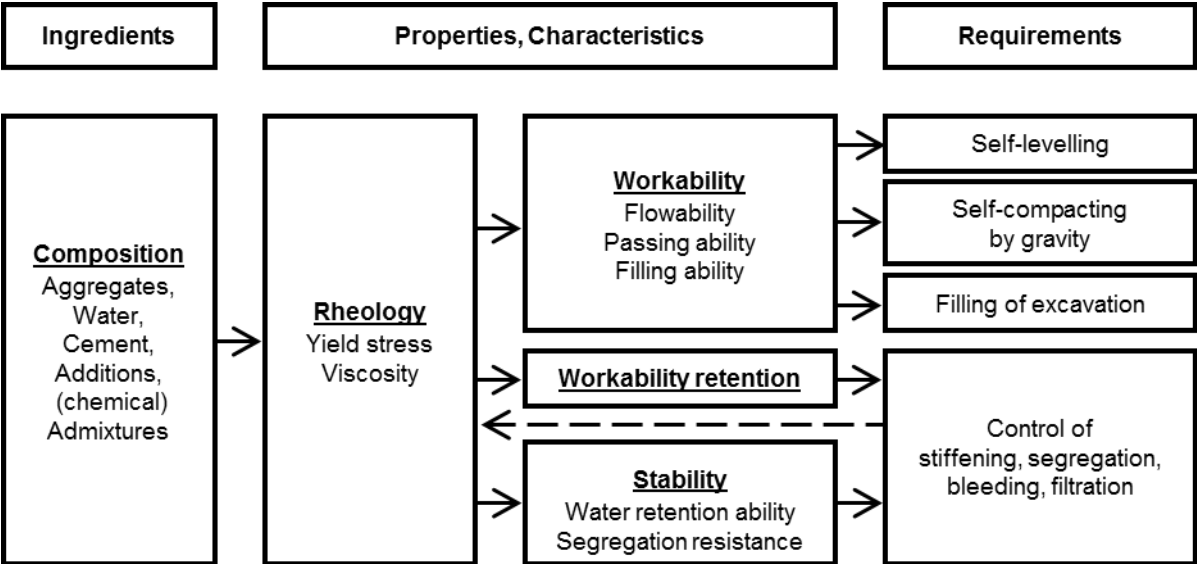 Ingredients
Properties, Characteristics
Requirements
Composition
Aggregates,
Water,
Cement,
Additions,
(chemical)
Admixtures
Rheology
Yield stress
Viscosity
Workability
Flowability
Passing ability
Filling ability
Workability retention
Stability
Water retention ability
Segregation resistance
Self-levelling
Self-compacting
by gravity
Filling of excavation
Control of
stiffening, segregation,
bleeding, filtration